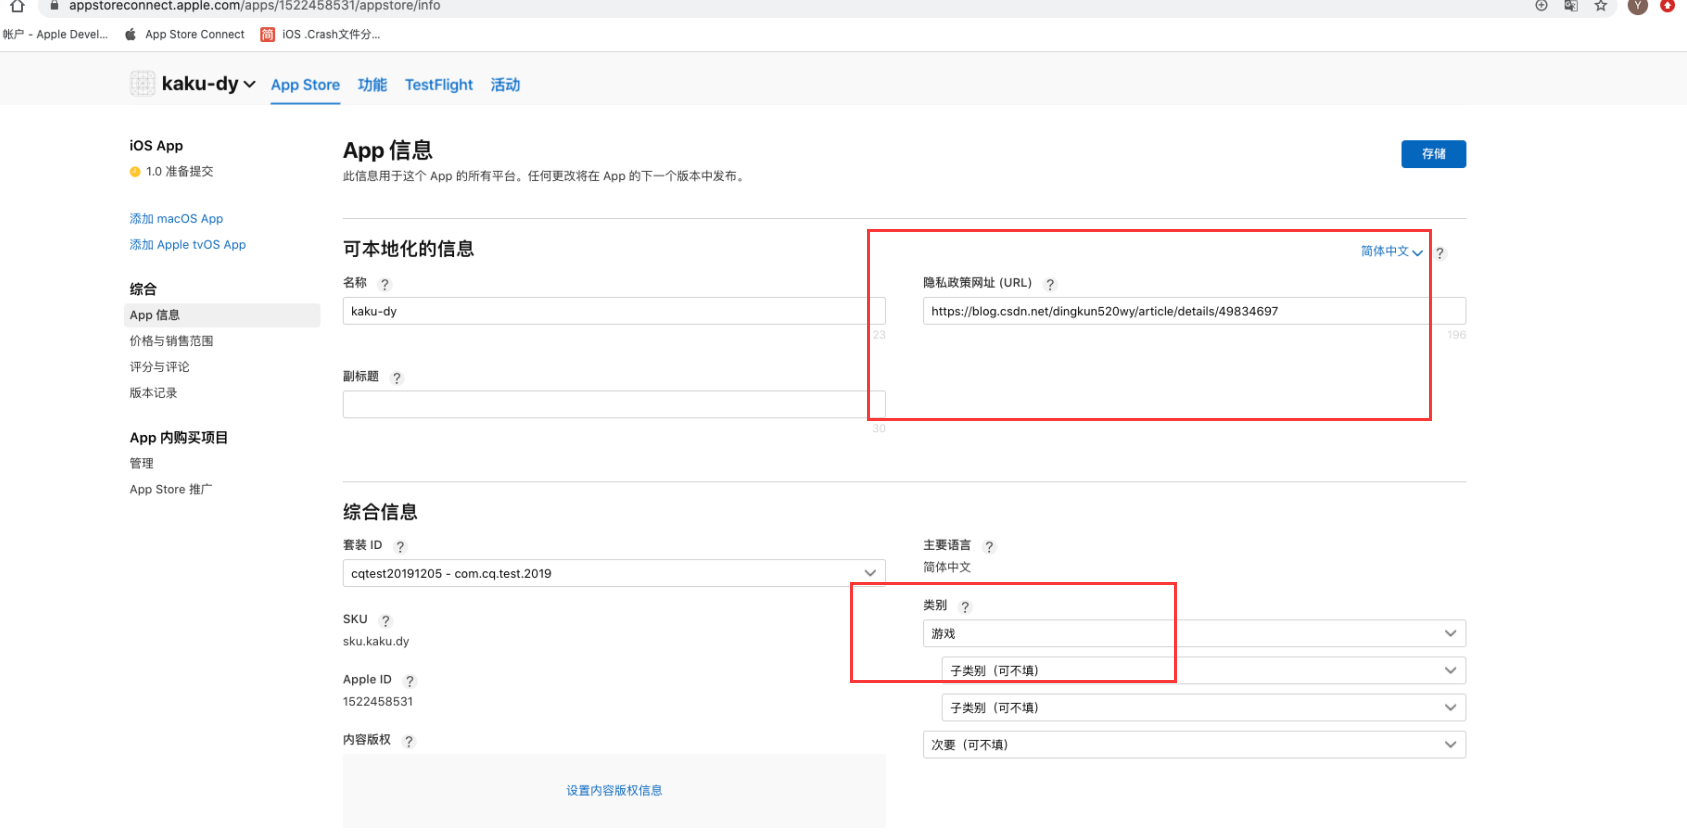 appstoreconnect.apple.com/apps/1522458531/appstore/info
Y
帐户 - Apple Devel... App Store Connect 简 iOS .Crash文件分...
kaku-dy App Store 功能 TestFlight 活动
iOS App
1.0 准备提交
添加 macOS App
添加 Apple tvOS App
综合
App 信息
价格与销售范围
评分与评论
版本记录
App 内购买项目
管理
App Store 推广
App 信息
存储
此信息用于这个 App 的所有平台。任何更改将在 App 的下一个版本中发布。
可本地化的信息
简体中文 ?
名称 ?
kaku-dy
23
隐私政策网址 (URL) ?
https://blog.csdn.net/dingkun520wy/article/details/49834697
196
副标题 ?
30
综合信息
套装 ID ?
cqtest20191205 - com.cq.test.2019
SKU ?
sku.kaku.dy
Apple ID ?
1522458531
内容版权 ?
设置内容版权信息
主要语言 ?
简体中文
类别 ?
游戏
子类别（可不填）
子类别（可不填）
次要（可不填）